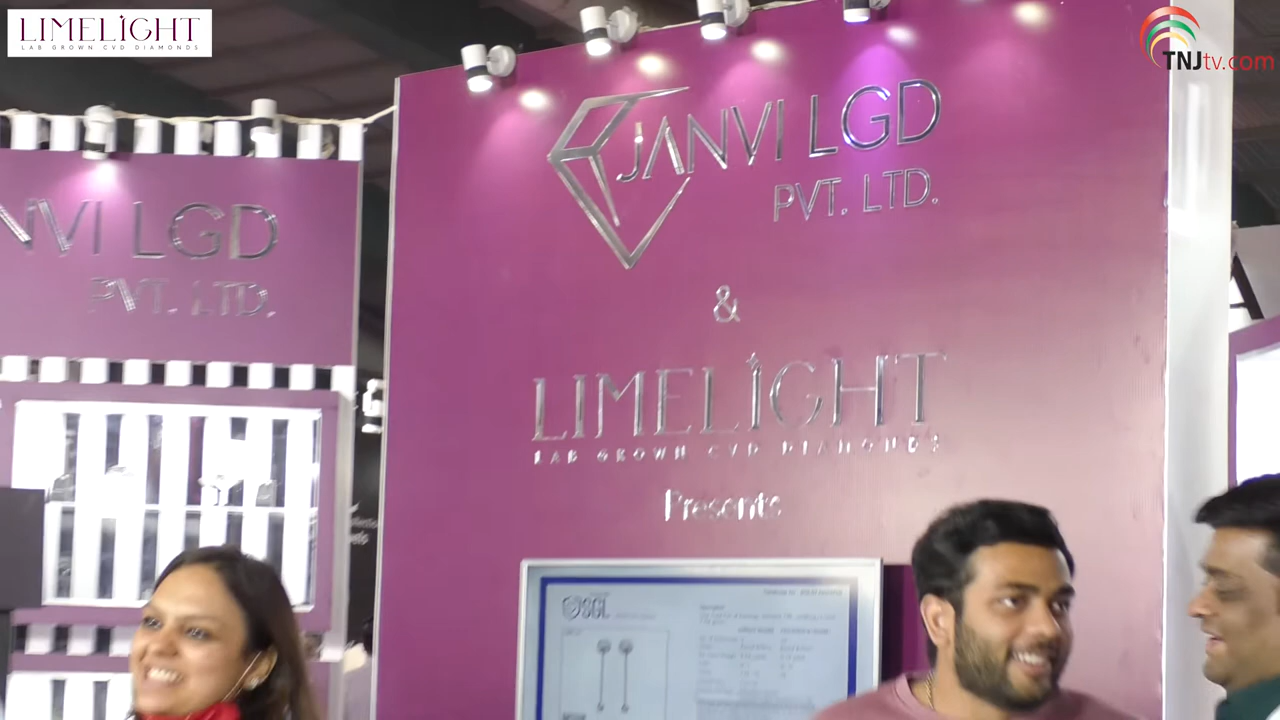 LIMELIGHT
LAB GROWN CVD DIAMONDS
TNJtv.com
JANVI LGD
PVT. LTD.
&
LIMELIGHT
LAB GROWN CVD DIAMONDS
Presents
NVI LGD
PVT. LTD.
SGL